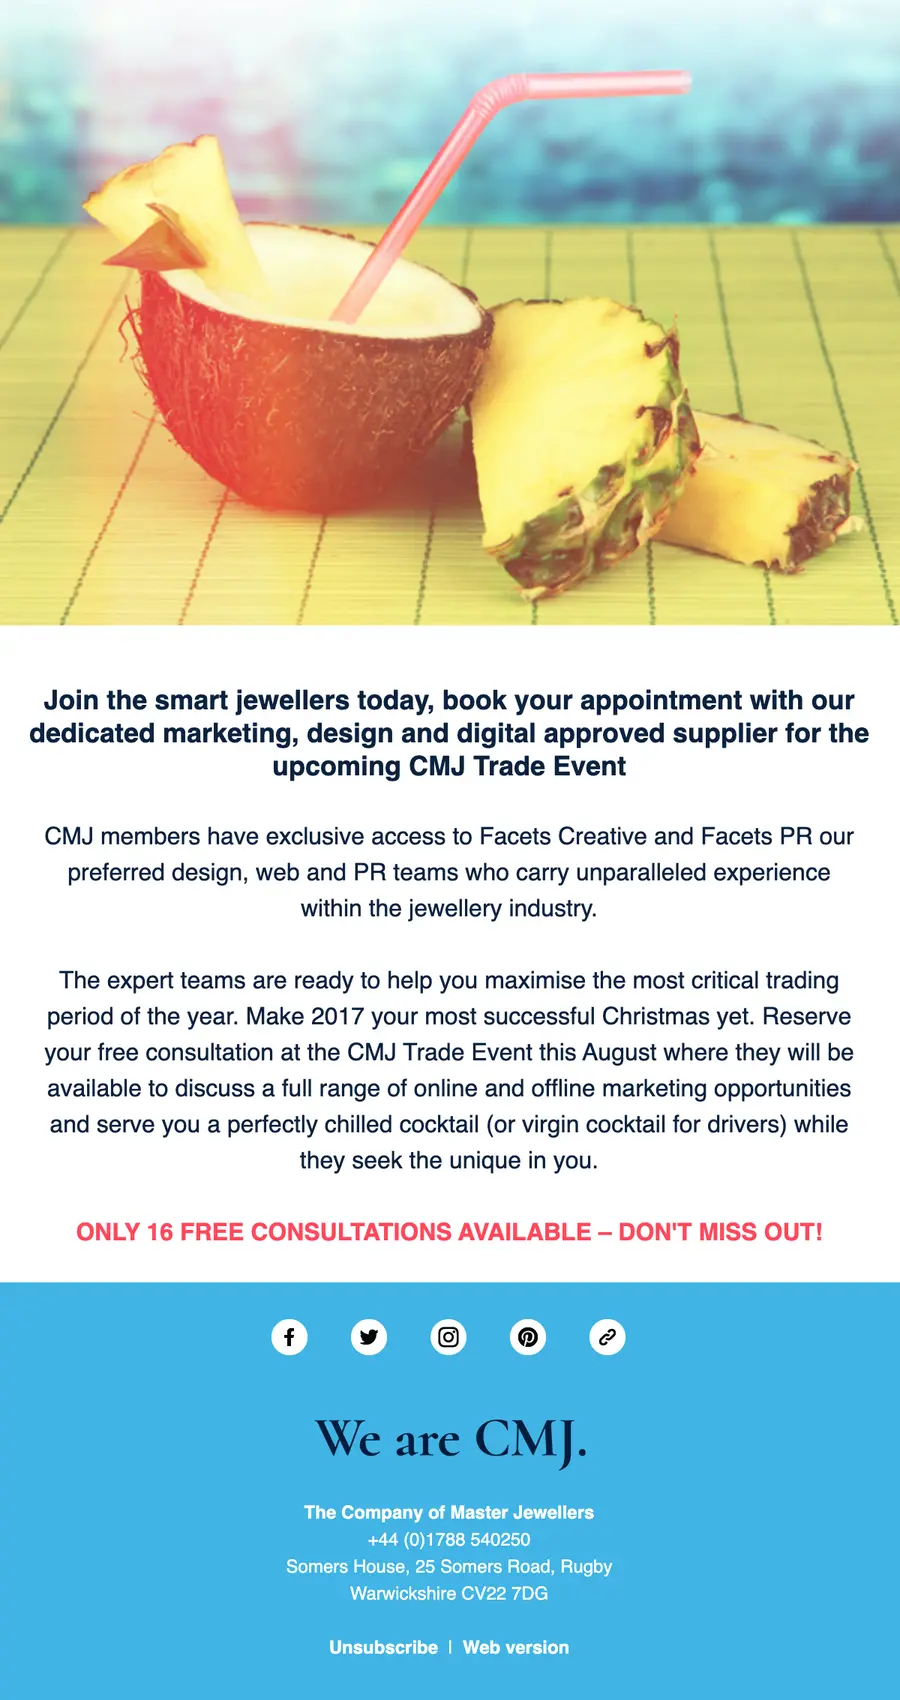 Join the smart jewellers today, book your appointment with our
dedicated marketing, design and digital approved supplier for the
upcoming CMJ Trade Event
CMJ members have exclusive access to Facets Creative and Facets PR our
preferred design, web and PR teams who carry unparalleled experience
within the jewellery industry.
The expert teams are ready to help you maximise the most critical trading
period of the year. Make 2017 your most successful Christmas yet. Reserve
your free consultation at the CMJ Trade Event this August where they will be
available to discuss a full range of online and offline marketing opportunities
and serve you a perfectly chilled cocktail (or virgin cocktail for drivers) while
they seek the unique in you.
ONLY 16 FREE CONSULTATIONS AVAILABLE – DON'T MISS OUT!
We are CMJ.
The Company of Master Jewellers
+44 (0)1788 540250
Somers House, 25 Somers Road, Rugby
Warwickshire CV22 7DG
Unsubscribe | Web version